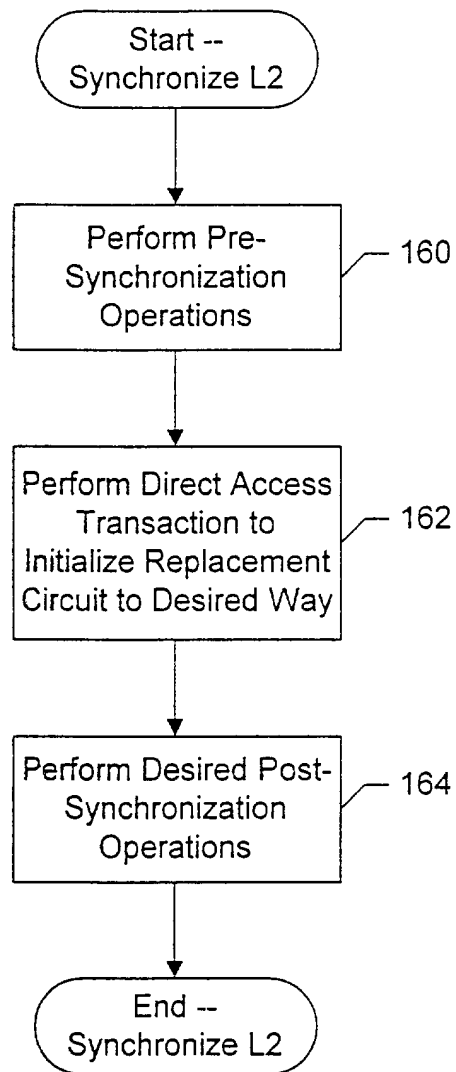 Start --
Synchronize L2
Perform Pre-
Synchronization
Operations
160
Perform Direct Access
Transaction to
Initialize Replacement
Circuit to Desired Way
162
Perform Desired Post-
Synchronization
Operations
164
End --
Synchronize L2